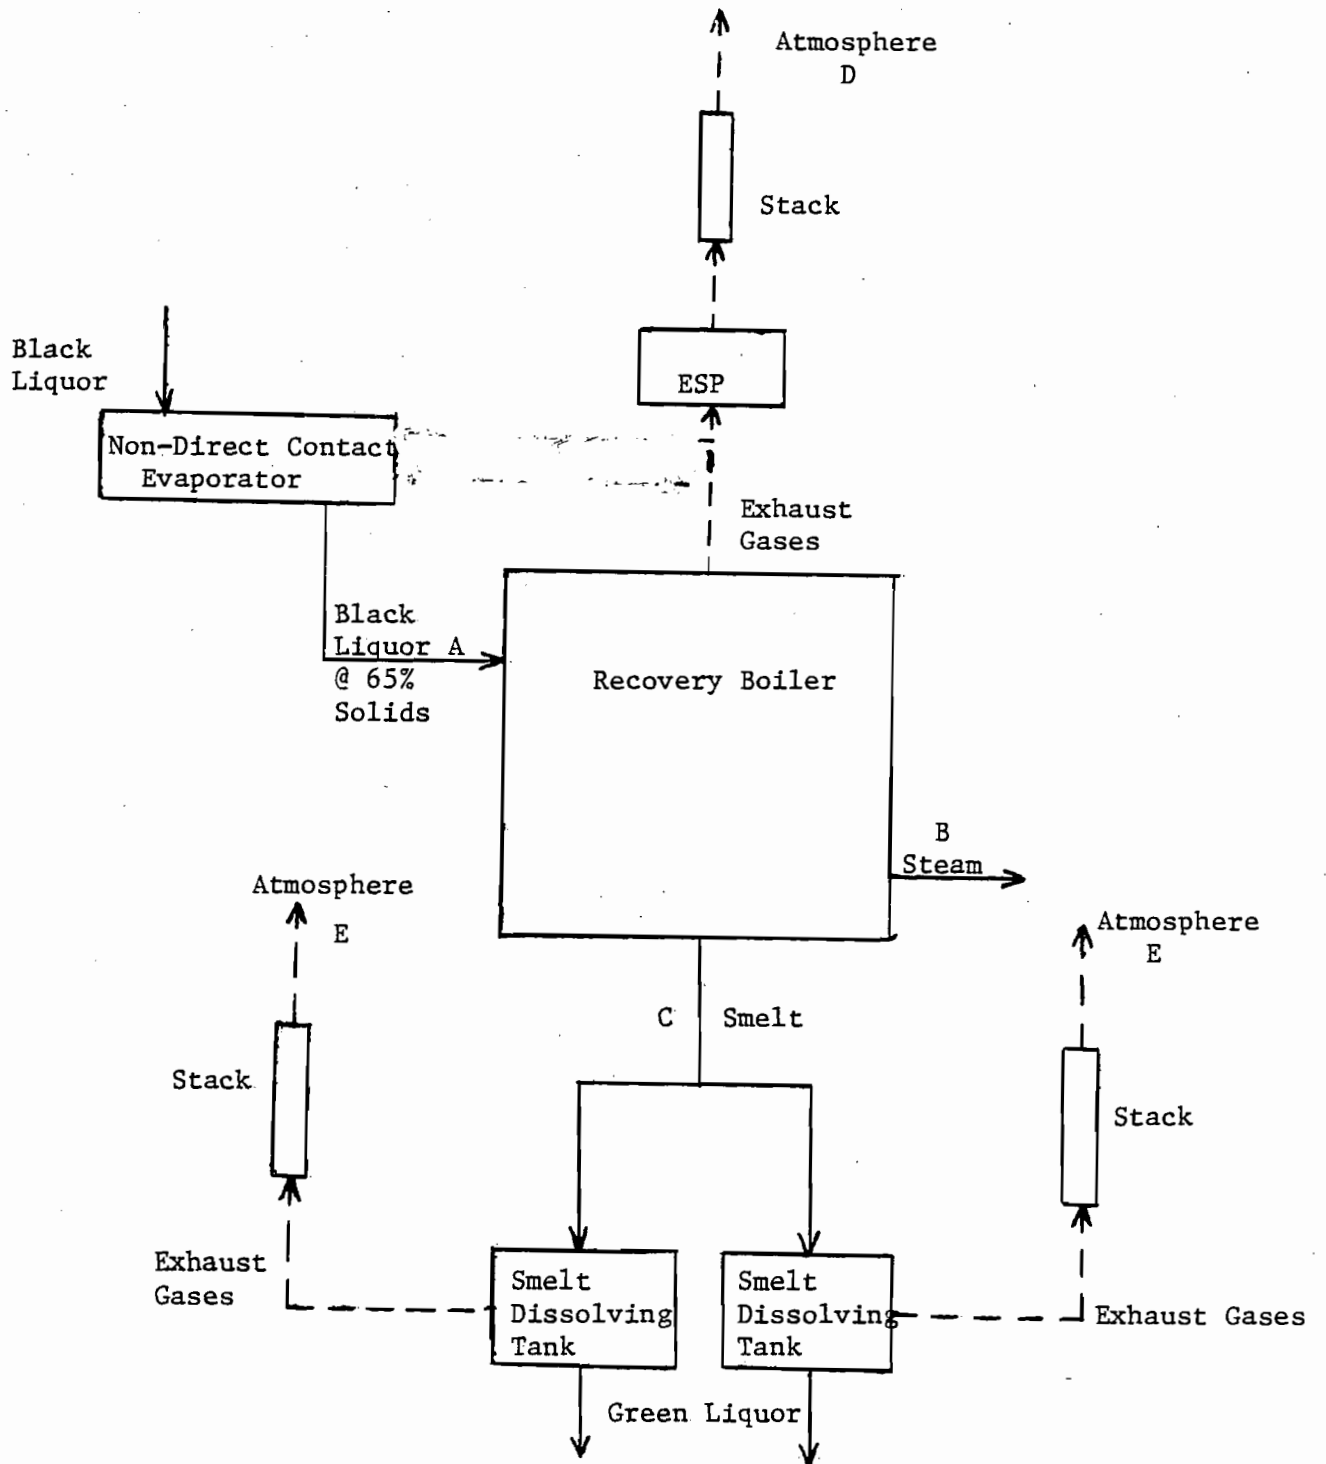 Atmosphere
D
Stack
Black
Liquor
ESP
Non-Direct Contact
Evaporator
Exhaust
Gases
Black
Liquor A
@ 65%
Solids
Recovery Boiler
B
Steam
Atmosphere
E
Atmosphere
E
C Smelt
Stack
Stack
Exhaust
Gases
Smelt
Dissolving
Tank
Smelt
Dissolving
Tank
Exhaust Gases
Green Liquor